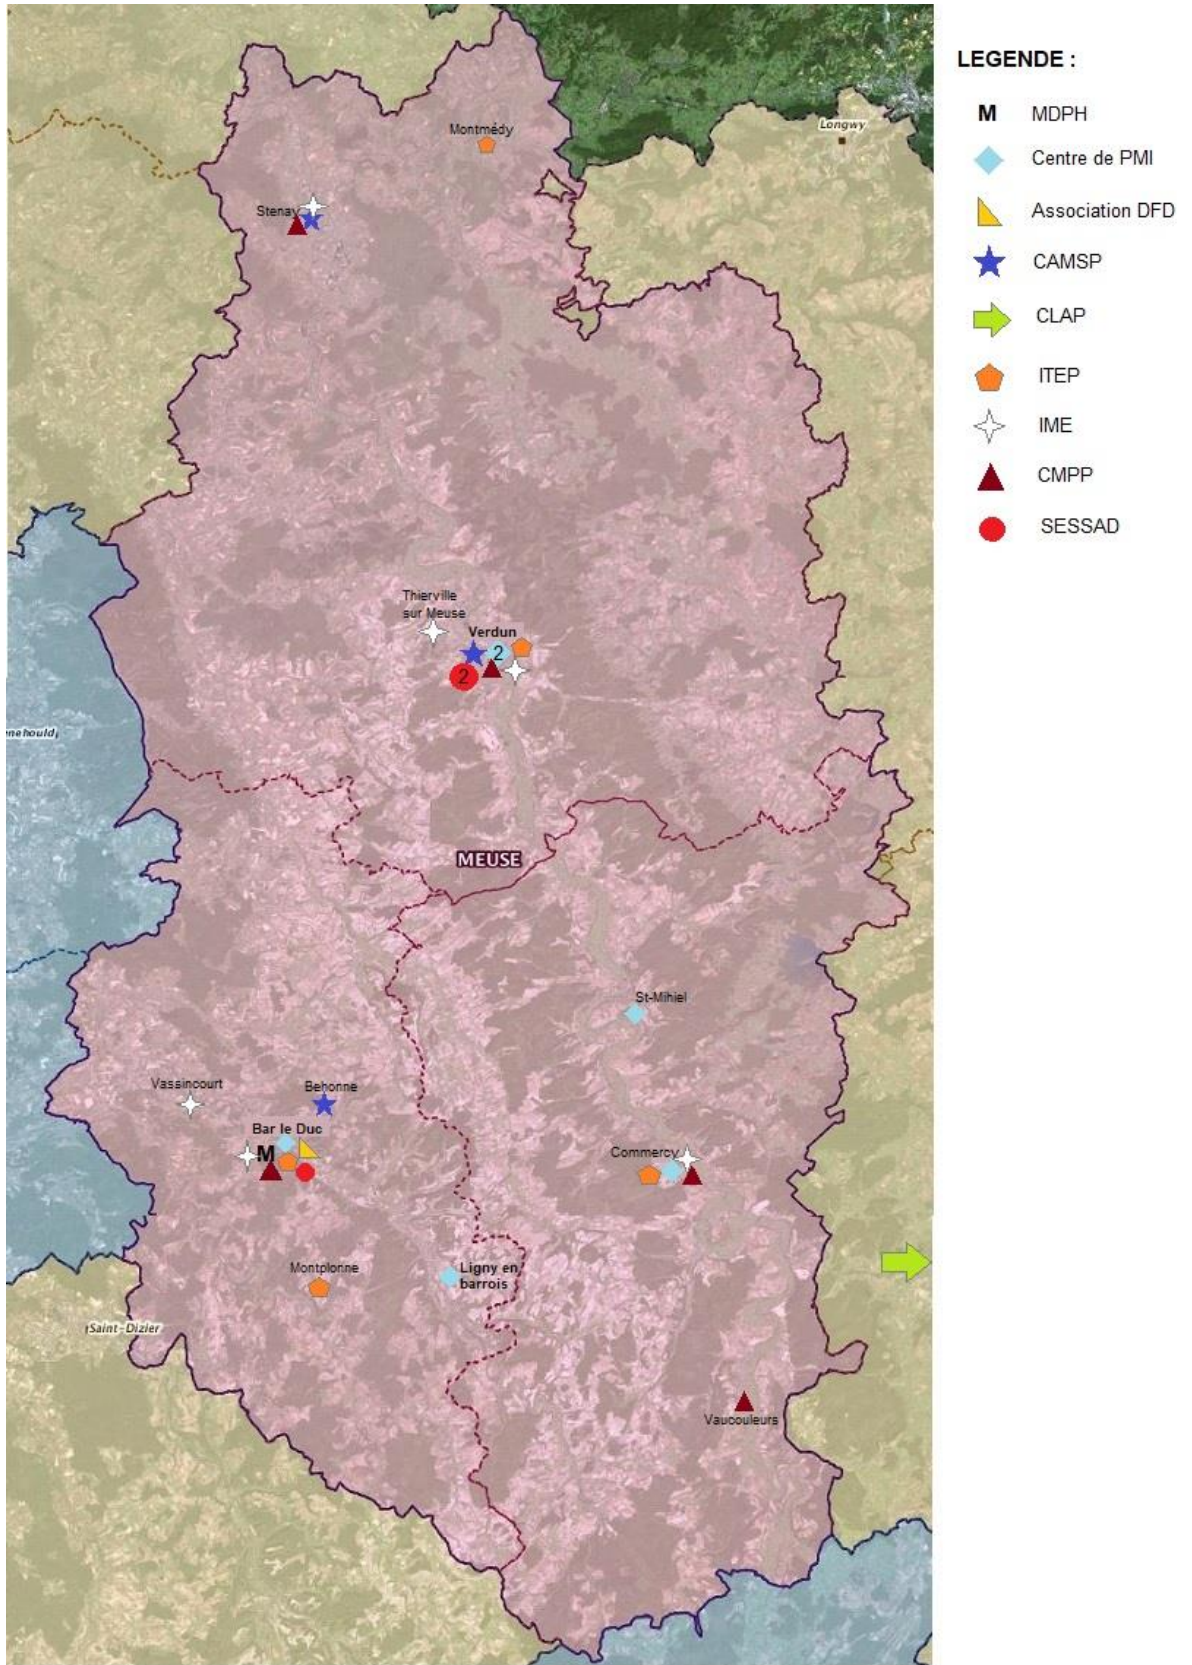 LEGENDE :
M MDPH
Centre de PMI
Association DFD
CAMSP
CLAP
ITEP
IME
CMPP
SESSAD
Longwy
Montmédy
Stenay
Thierville
sur Meuse
Verdun
2
2
enehould,
MEUSE
St-Mihiel
Vassincourt
Behonne
Bar le Duc
M
Commercy
Montplonne
Ligny en
barrois
Saint-Dizier
Vaucouleurs